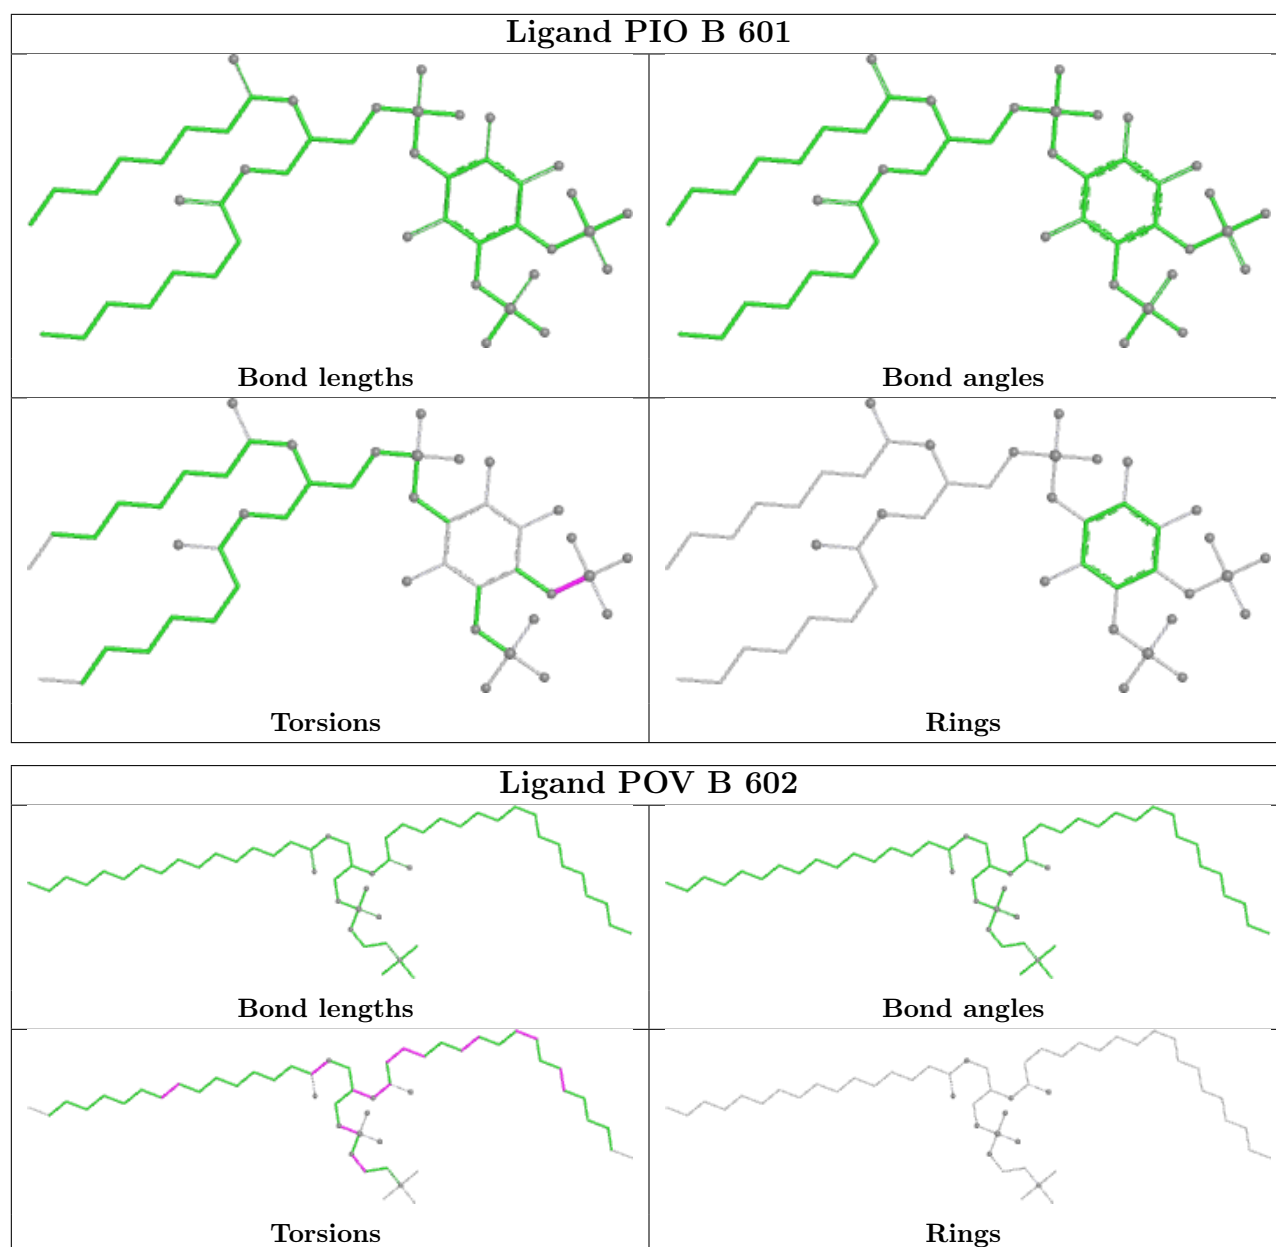 Ligand PIO B 601
Bond lengths
Bond angles
Torsions
Rings
Ligand POV B 602
Bond lengths
Bond angles
Torsions
Rings